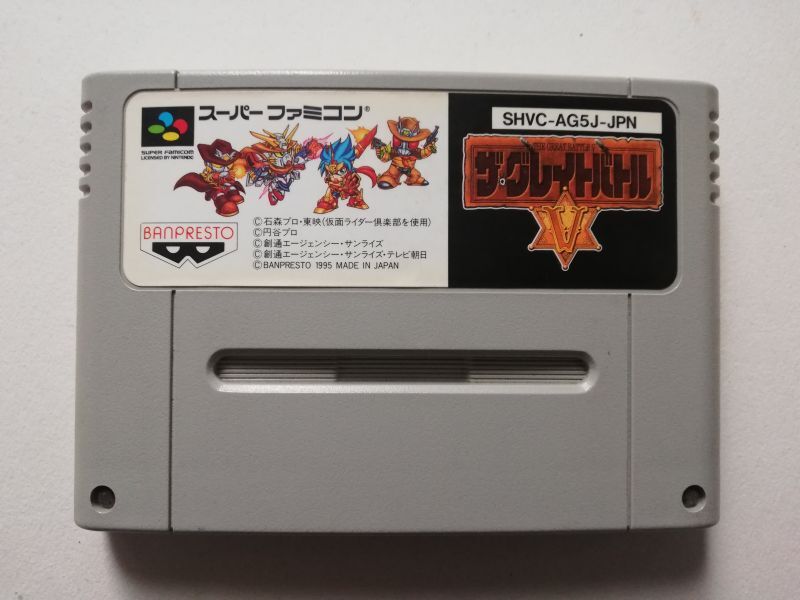 スーパーファミコン®
SUPER FAMICOM
LICENSED BY NINTENDO
BANPRESTO
©石森プロ・東映(仮面ライダー倶楽部を使用)
©円谷プロ
©創通エージェンシー・サンライズ
©創通エージェンシー・サンライズ・テレビ朝日
©BANPRESTO 1995 MADE IN JAPAN
SHVC-AG5J-JPN
THE GREAT BATTLE V
ザ・グレイトバトル
V